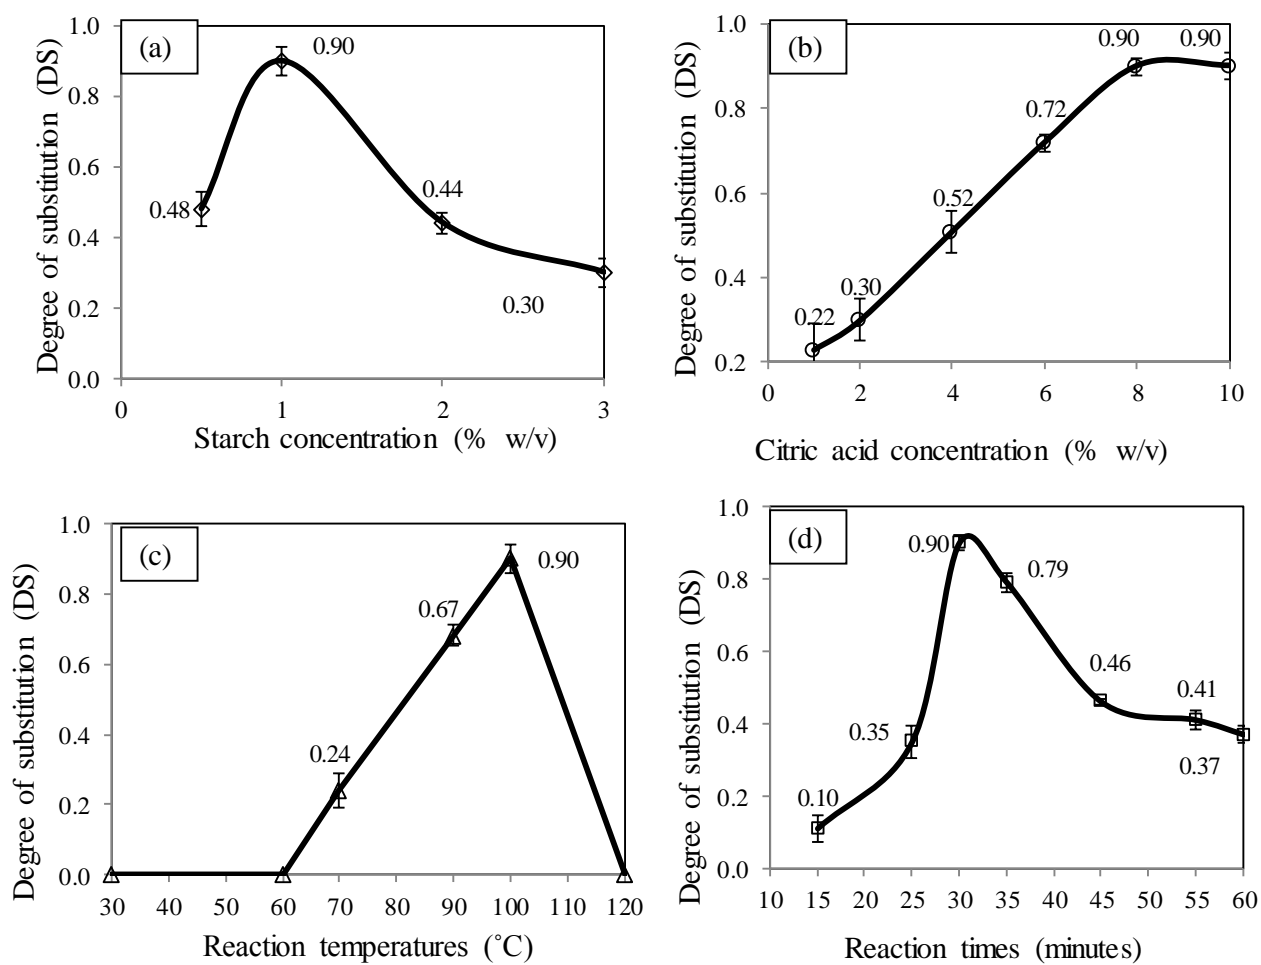 (a)
Degree of substitution (DS)
1.0
0.8
0.6
0.4
0.2
0.0
0.48
0.90
0.44
0.30
0 1 2 3
Starch concentration (% w/v)
(b)
Degree of substitution (DS)
1.0
0.8
0.6
0.4
0.2
0.22
0.30
0.52
0.72
0.90 0.90
0 2 4 6 8 10
Citric acid concentration (% w/v)
(c)
Degree of substitution (DS)
1.0
0.8
0.6
0.4
0.2
0.0
0.24
0.67
0.90
30 40 50 60 70 80 90 100 110 120
Reaction temperatures (˚C)
(d)
Degree of substitution (DS)
1.0
0.8
0.6
0.4
0.2
0.0
0.10
0.35
0.90
0.79
0.46
0.41
0.37
10 15 20 25 30 35 40 45 50 55 60
Reaction times (minutes)